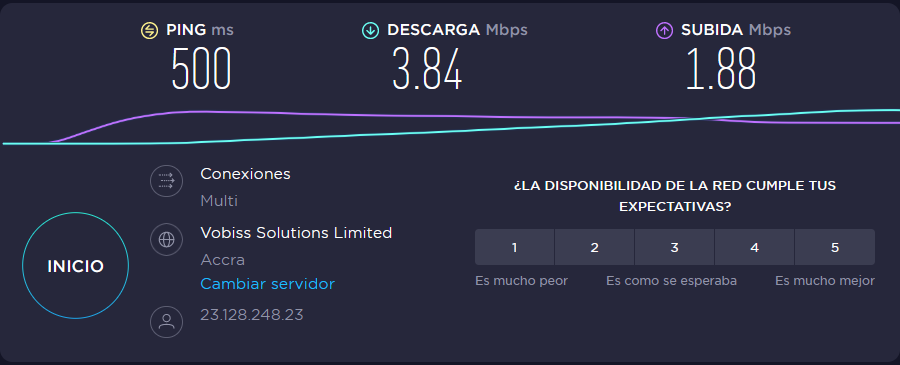 PING ms
500
DESCARGA Mbps
3.84
SUBIDA Mbps
1.88
INICIO
Conexiones
Multi
Vobiss Solutions Limited
Accra
Cambiar servidor
23.128.248.23
¿LA DISPONIBILIDAD DE LA RED CUMPLE TUS
EXPECTATIVAS?
1 2 3 4 5
Es mucho peor Es como se esperaba Es mucho mejor